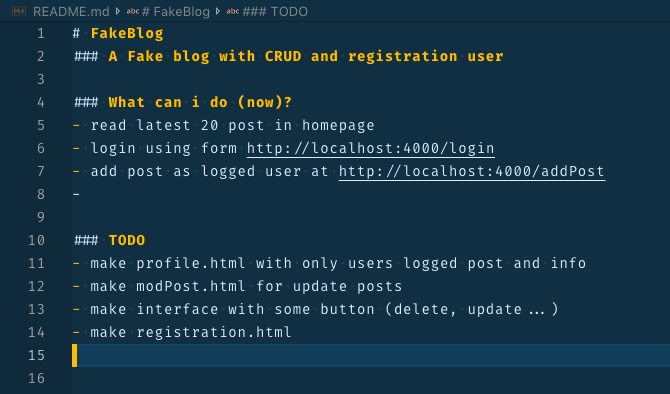 README.md > # FakeBlog > ### TODO
1 # FakeBlog
2 ### A Fake blog with CRUD and registration user
3
4 ### What can i do (now)?
5 - read latest 20 post in homepage
6 - login using form http://localhost:4000/login
7 - add post as logged user at http://localhost:4000/addPost
8 -
9
10 ### TODO
11 - make profile.html with only users logged post and info
12 - make modPost.html for update posts
13 - make interface with some button (delete, update...)
14 - make registration.html
15
16